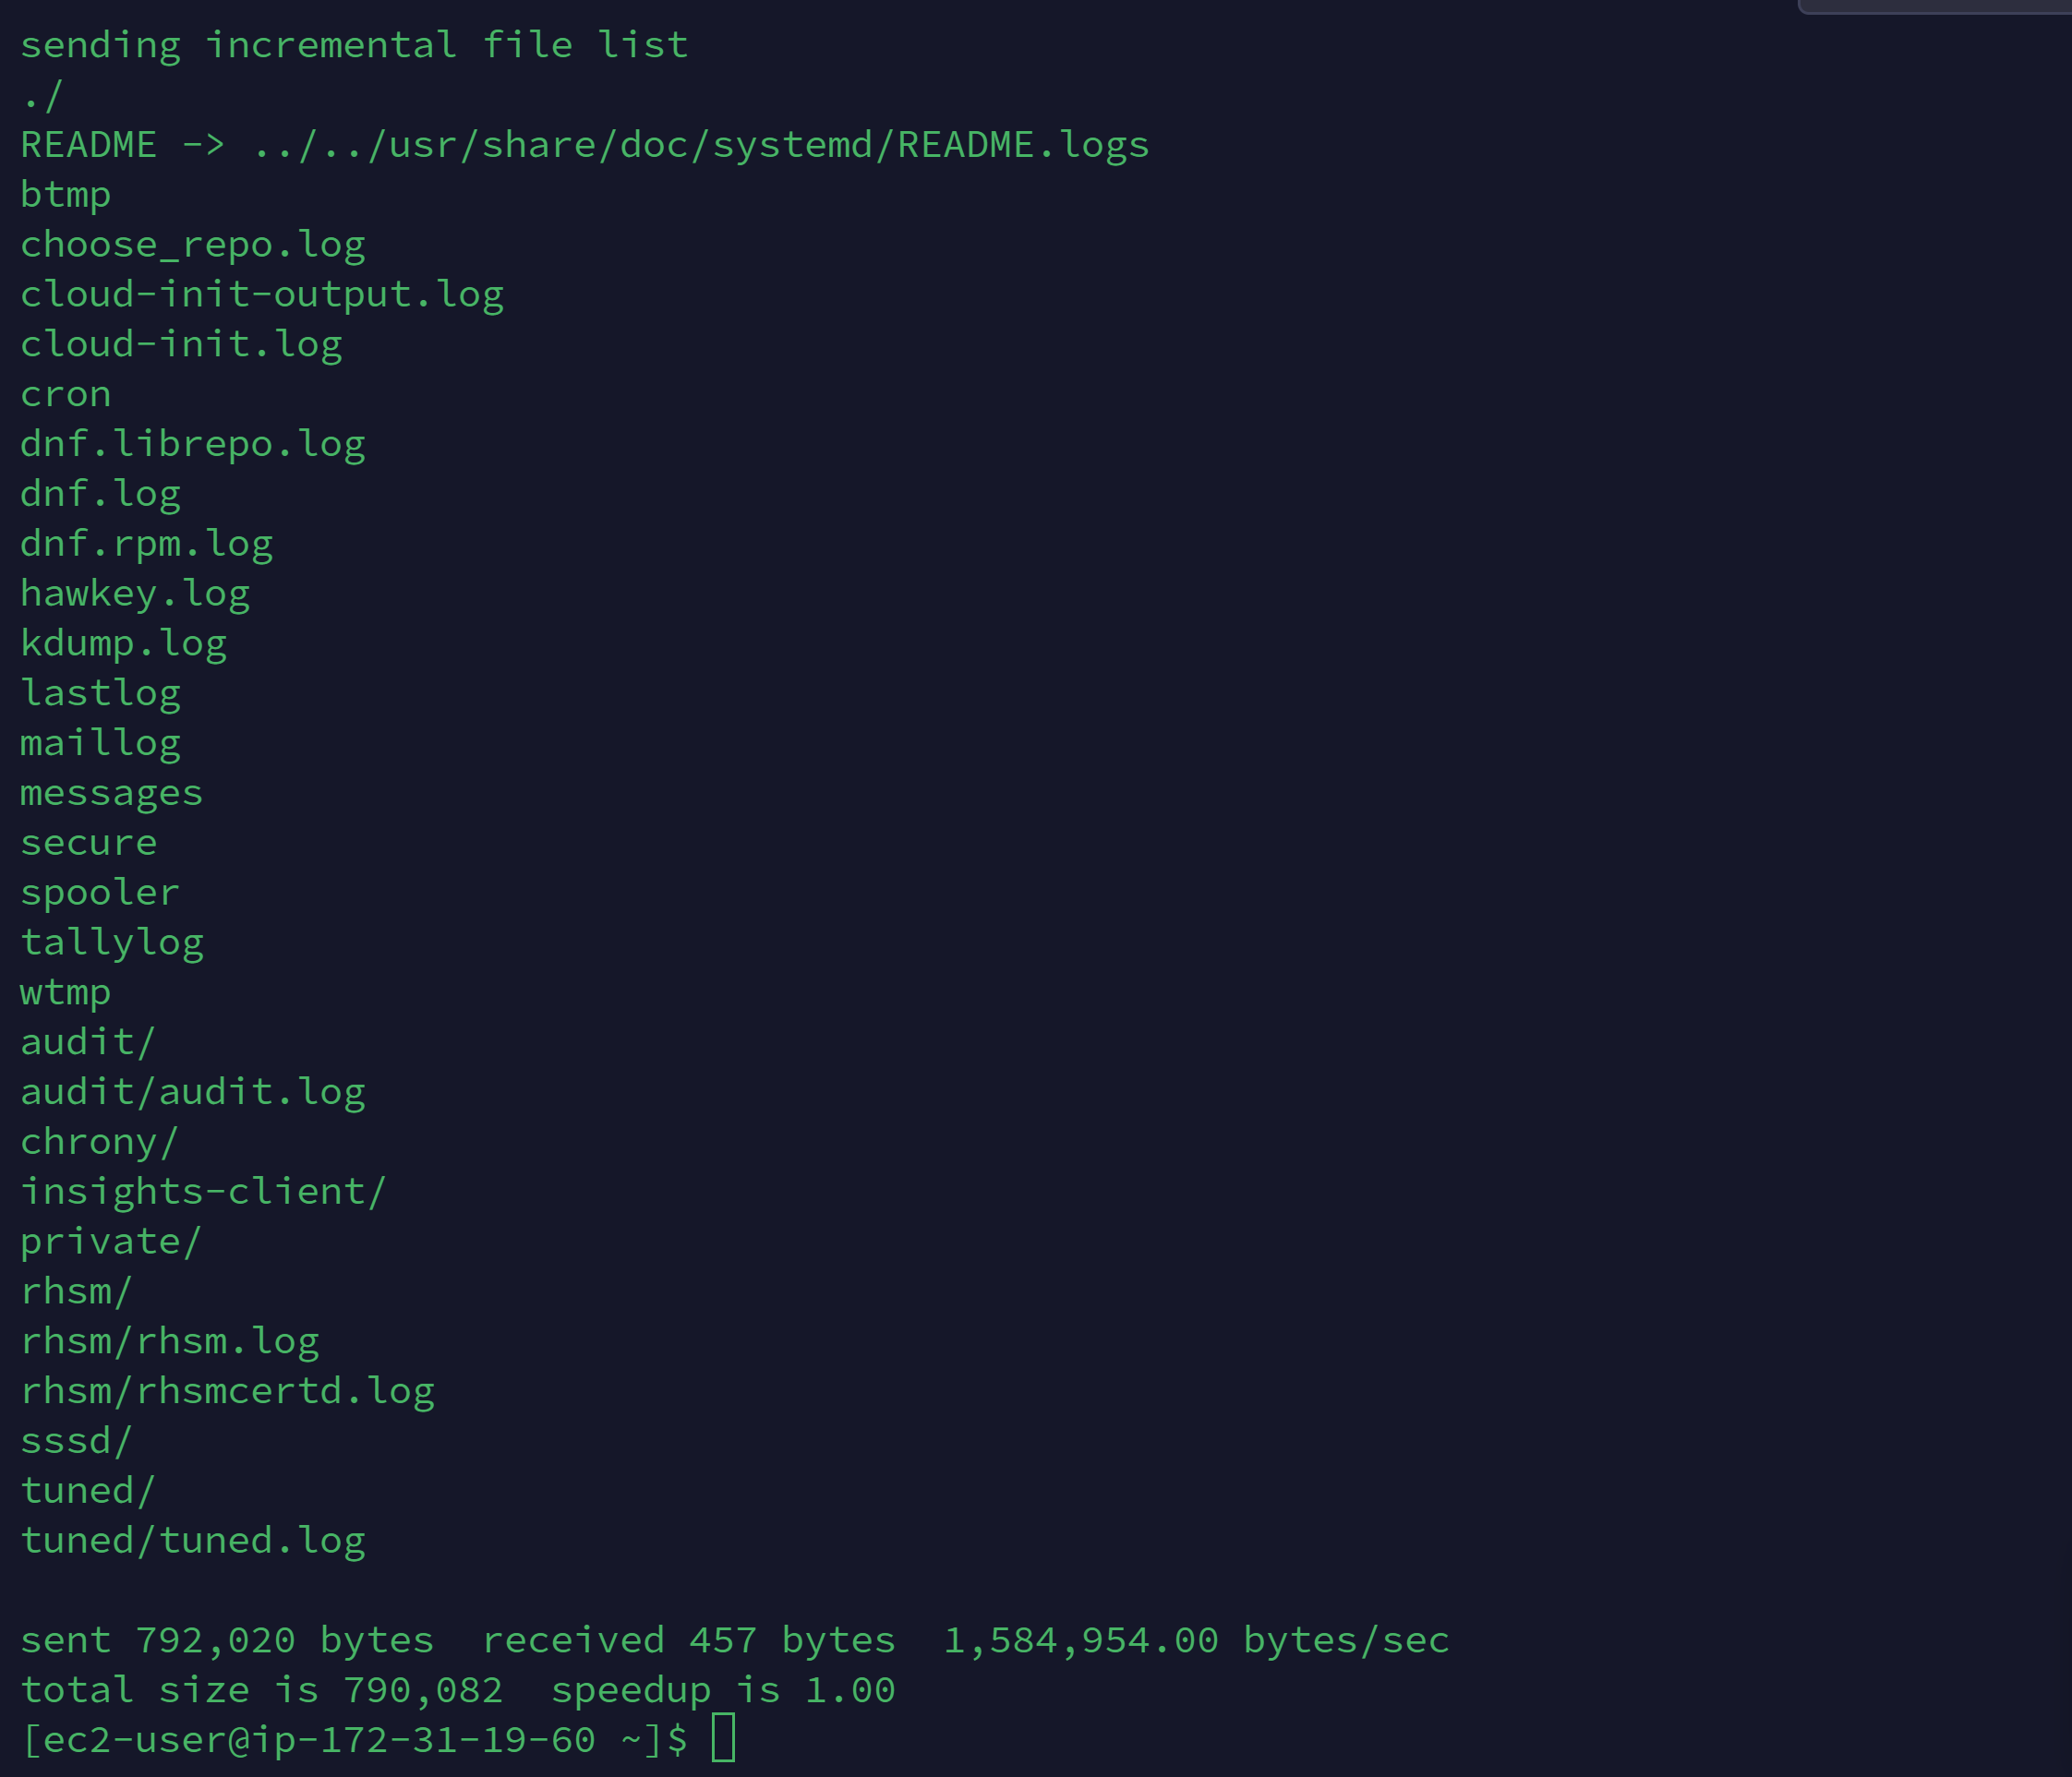 sending incremental file list
./
README -> ../../usr/share/doc/systemd/README.logs
btmp
choose_repo.log
cloud-init-output.log
cloud-init.log
cron
dnf.librepo.log
dnf.log
dnf.rpm.log
hawkey.log
kdump.log
lastlog
maillog
messages
secure
spooler
tallylog
wtmp
audit/
audit/audit.log
chrony/
insights-client/
private/
rhsm/
rhsm/rhsm.log
rhsm/rhsmcertd.log
sssd/
tuned/
tuned/tuned.log

sent 792,020 bytes  received 457 bytes  1,584,954.00 bytes/sec
total size is 790,082  speedup is 1.00
[ec2-user@ip-172-31-19-60 ~]$